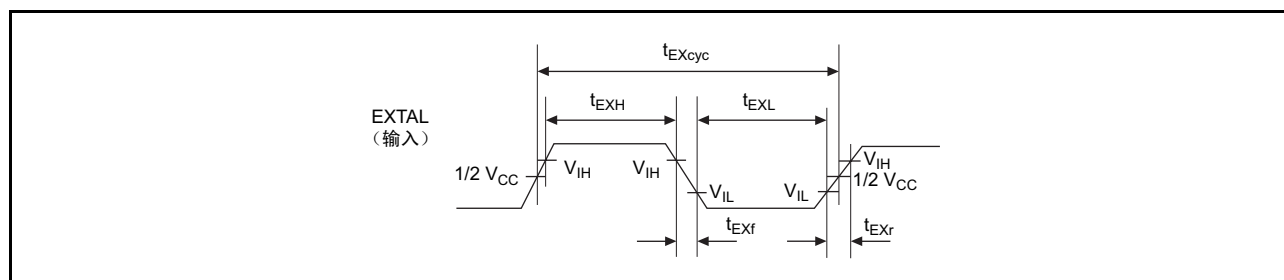 tEXcyc
tEXH
tEXL
EXTAL
（输入）
1/2 VCC
VIH
VIH
VIL
VIL
VIH
1/2 VCC
tEXf
tEXr